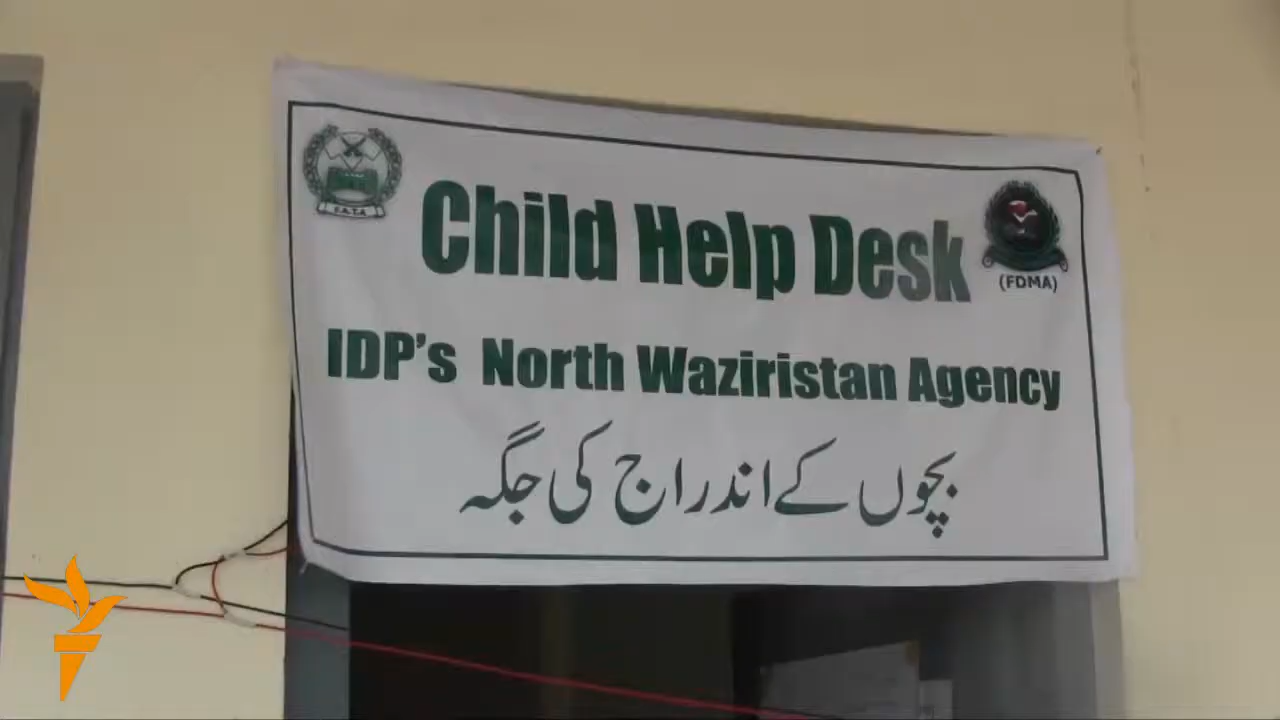 Child Help Desk
F.A.T.A
(FDMA)
IDP's North Waziristan Agency
بچوں کے اندراج کی جگہ